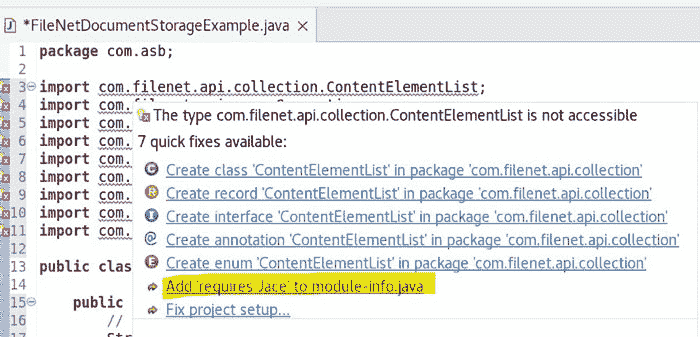 *FileNetDocumentStorageExample.java
1 package com.asb;
2
3 import com.filenet.api.collection.ContentElementList;
4 import com.
5 import com.
6 import com.
7 import com.
8 import com.
9 import com.
10 import com.
11 import com.
12
13 public class
14
15 public
16 //
The type com.filenet.api.collection.ContentElementList is not accessible
7 quick fixes available:
Create class 'ContentElementList' in package 'com.filenet.api.collection'
Create record 'ContentElementList' in package 'com.filenet.api.collection'
Create interface 'ContentElementList' in package 'com.filenet.api.collection'
Create annotation 'ContentElementList' in package 'com.filenet.api.collection'
Create enum 'ContentElementList' in package 'com.filenet.api.collection'
Add 'requires Jace' to module-info.java
Fix project setup...